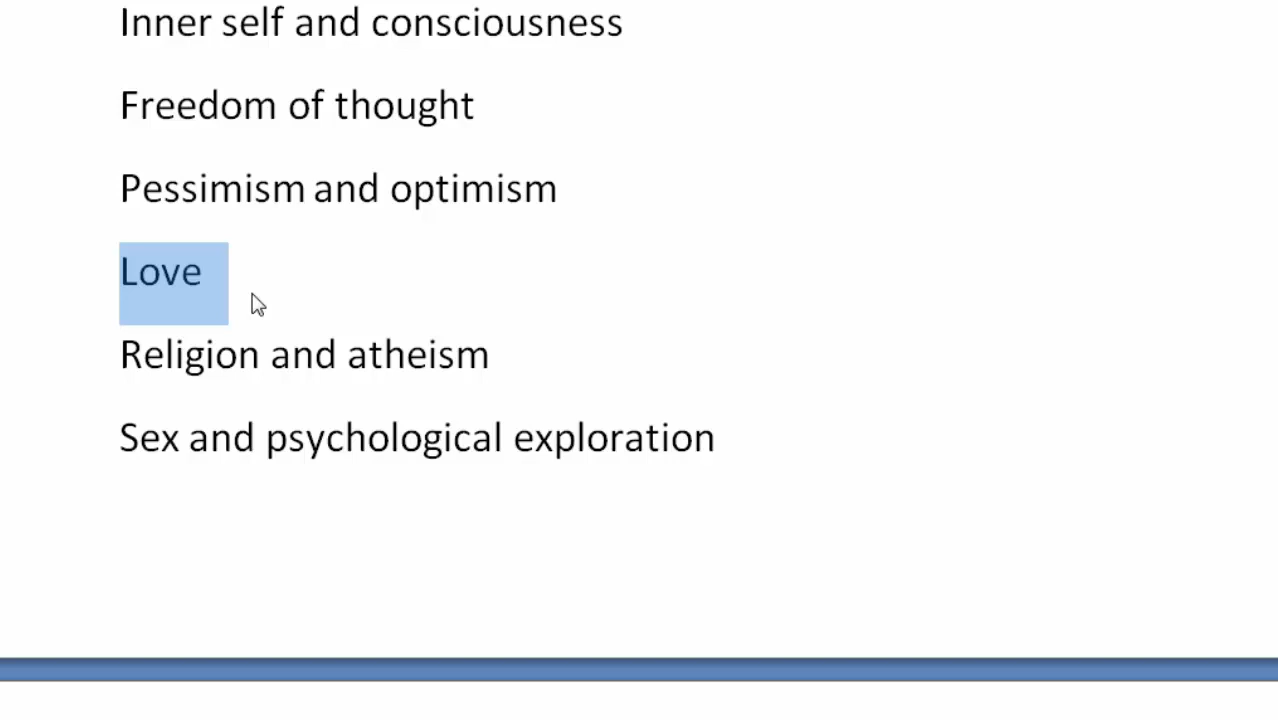 Inner self and consciousness
Freedom of thought
Pessimism and optimism
Love
Religion and atheism
Sex and psychological exploration